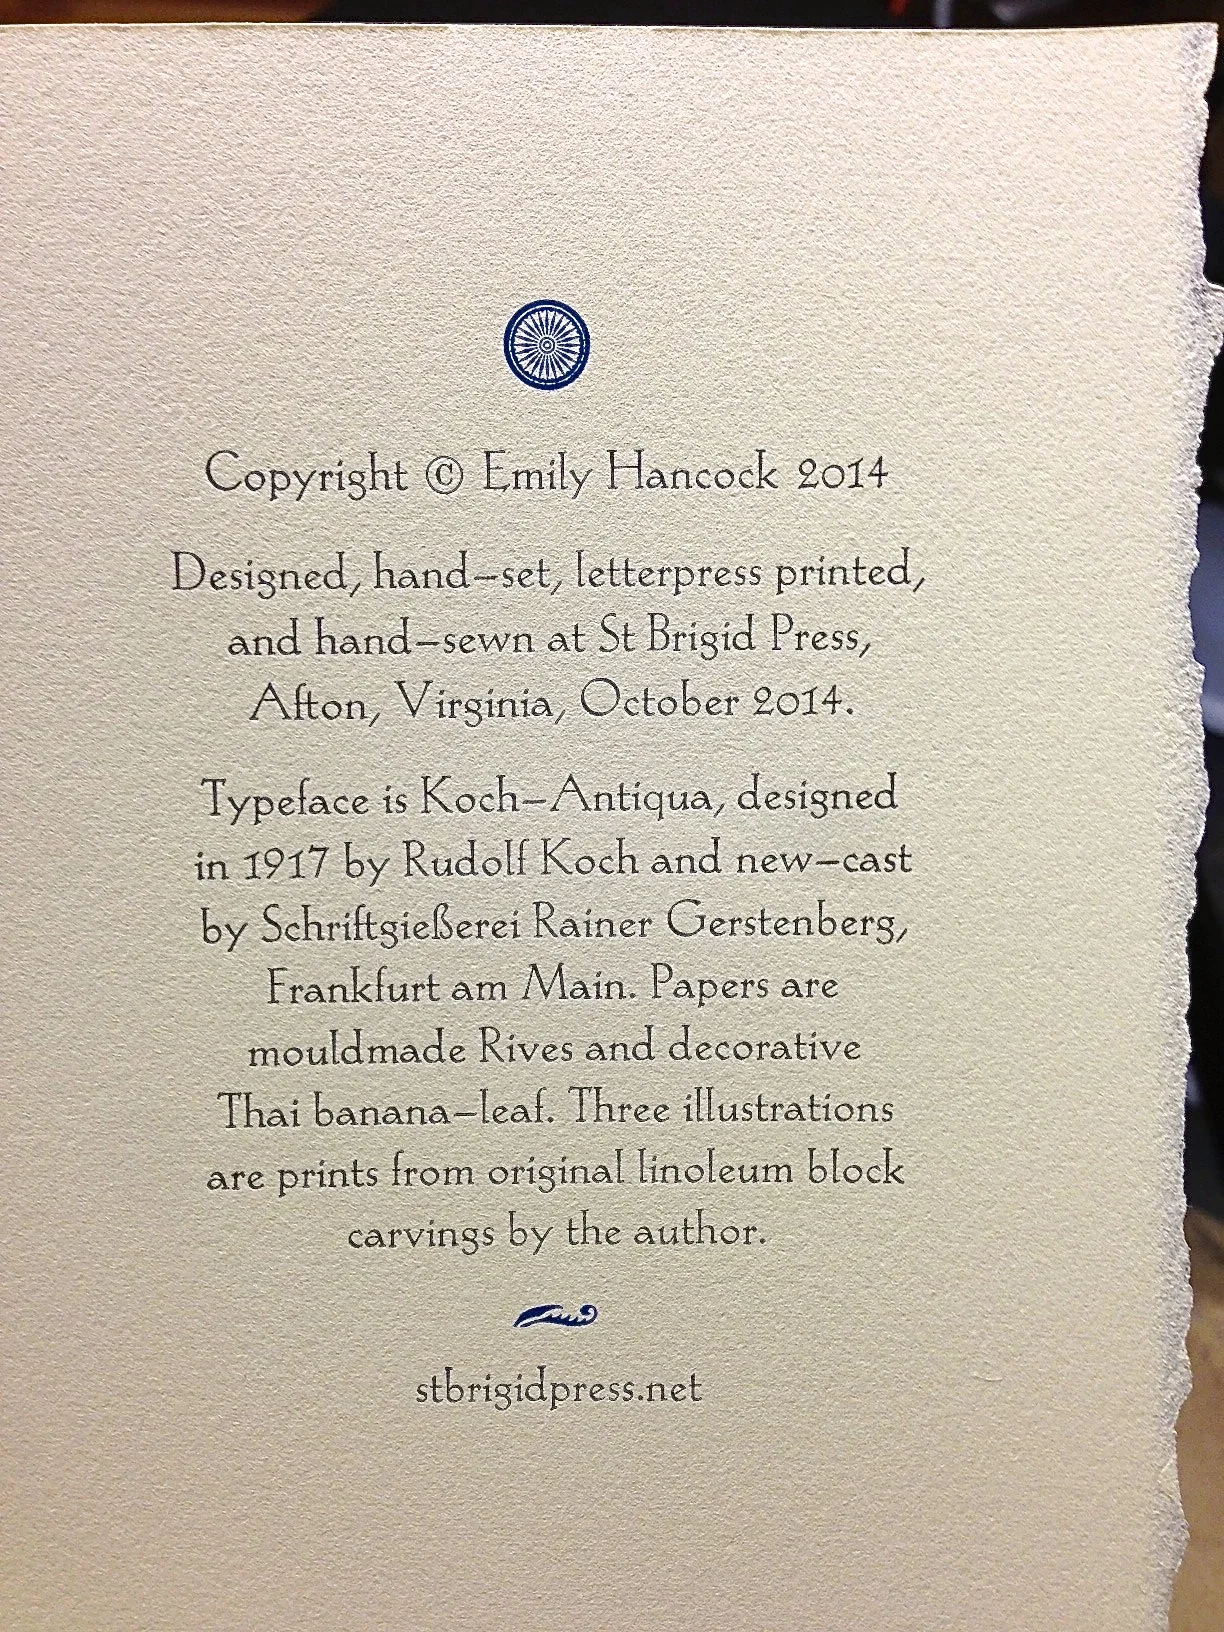 Copyright © Emily Hancock 2014
Designed, hand–set, letterpress printed,
and hand–sewn at St Brigid Press,
Afton, Virginia, October 2014.
Typeface is Koch–Antiqua, designed
in 1917 by Rudolf Koch and new–cast
by Schriftgießerei Rainer Gerstenberg,
Frankfurt am Main. Papers are
mouldmade Rives and decorative
Thai banana–leaf. Three illustrations
are prints from original linoleum block
carvings by the author.
stbrigidpress.net